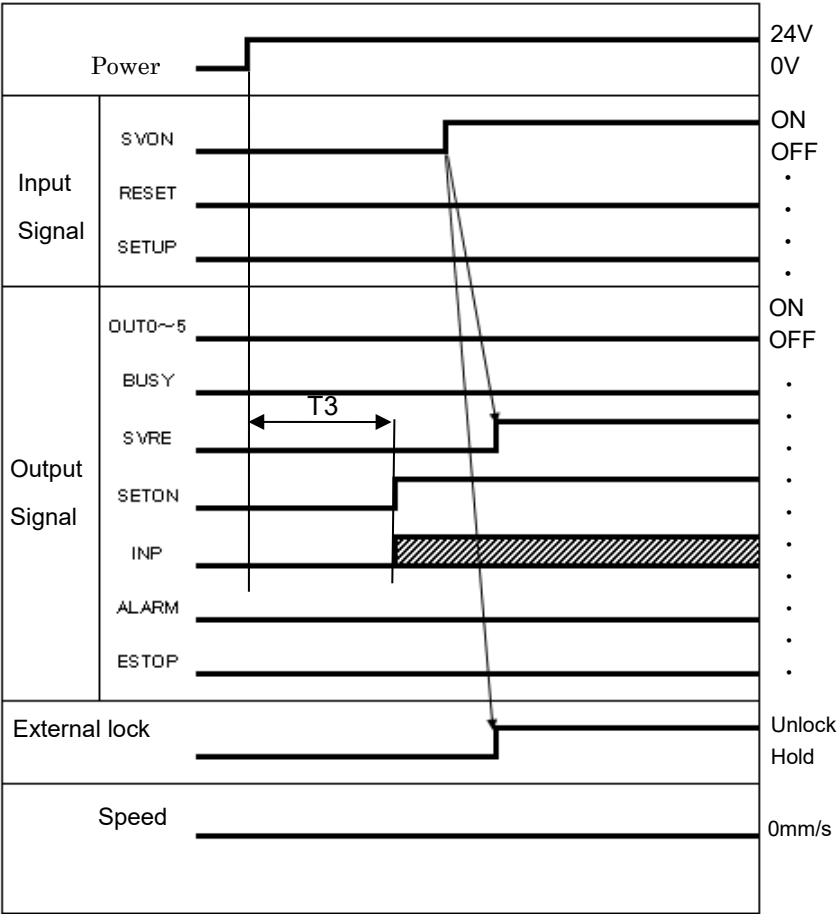 24V
Power
0V
ON
SVON
OFF
Input
Signal
RESET
SETUP
ON
OUT0～5
OFF
BUSY
T3
SVRE
Output
Signal
SETON
INP
ALARM
ESTOP
External lock
Unlock
Hold
Speed
0mm/s